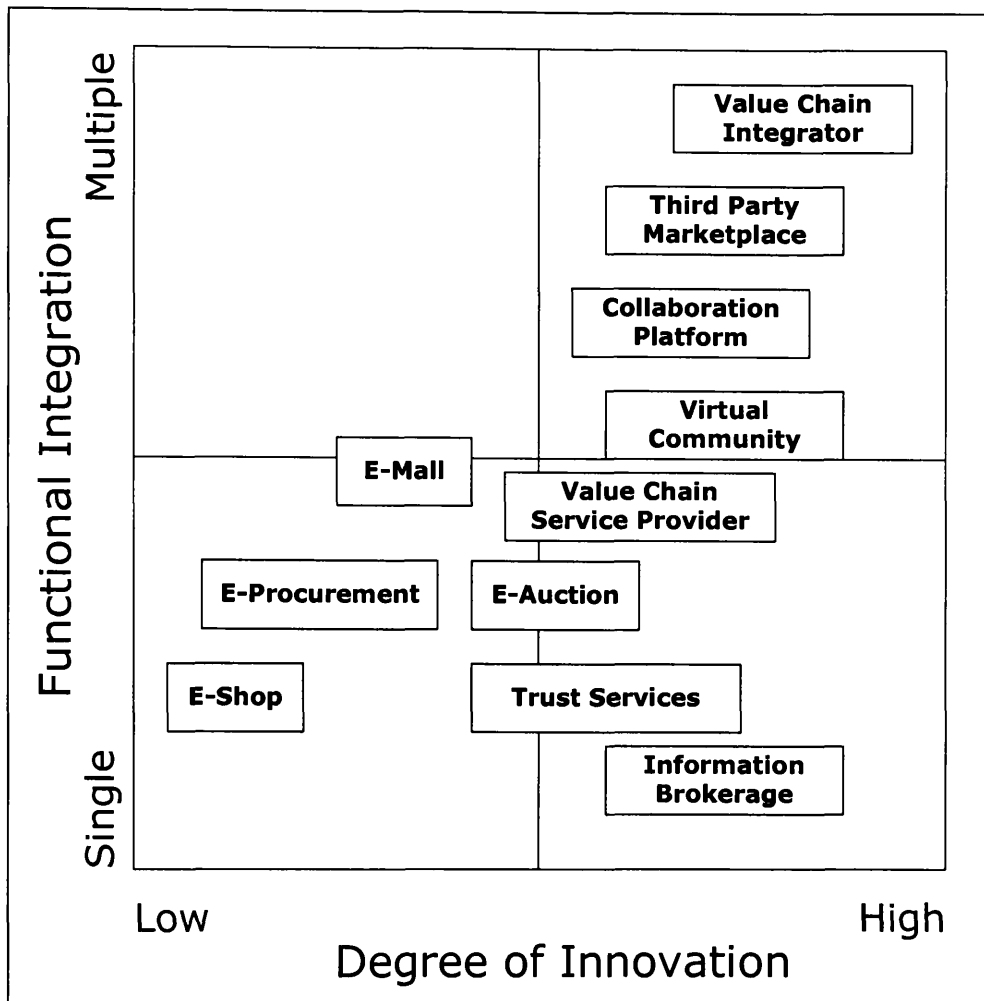 Functional Integration
Multiple
Single
Value Chain
Integrator
Third Party
Marketplace
Collaboration
Platform
Virtual
Community
E-Mall
Value Chain
Service Provider
E-Procurement
E-Auction
E-Shop
Trust Services
Information
Brokerage
Low
High
Degree of Innovation